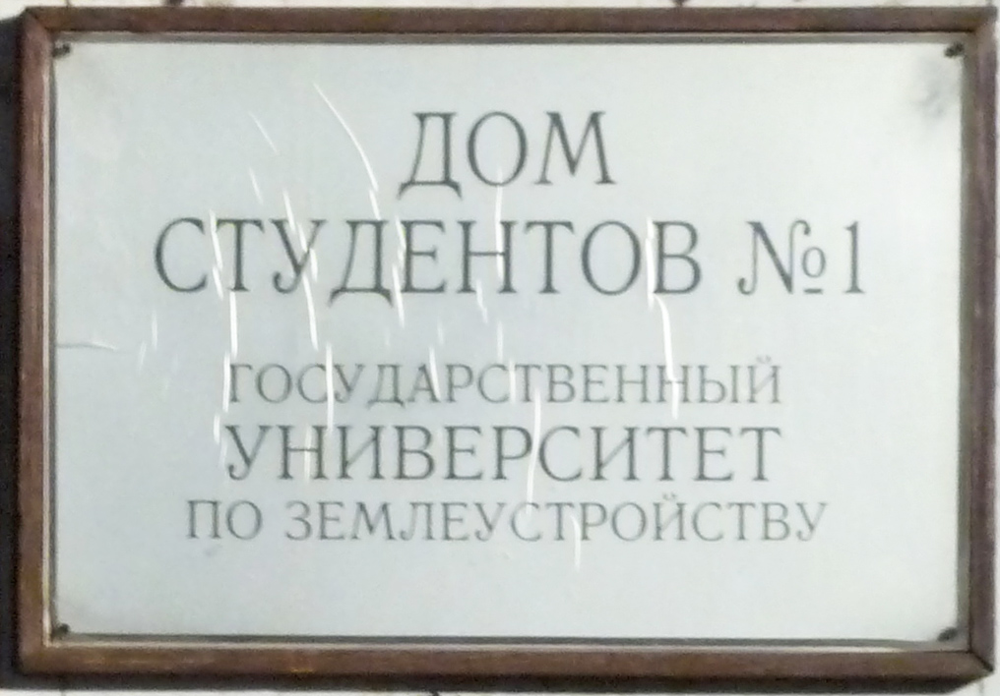 ДОМ
СТУДЕНТОВ №1
ГОСУДАРСТВЕННЫЙ
УНИВЕРСИТЕТ
ПО ЗЕМЛЕУСТРОЙСТВУ